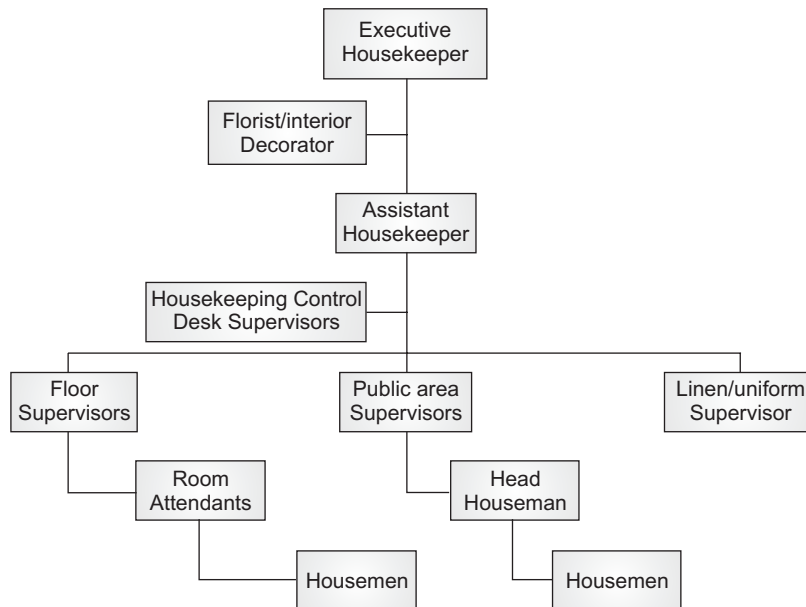 Executive
Housekeeper
Florist/interior
Decorator
Assistant
Housekeeper
Housekeeping Control
Desk Supervisors
Floor
Supervisors
Public area
Supervisors
Linen/uniform
Supervisor
Room
Attendants
Head
Houseman
Housemen
Housemen